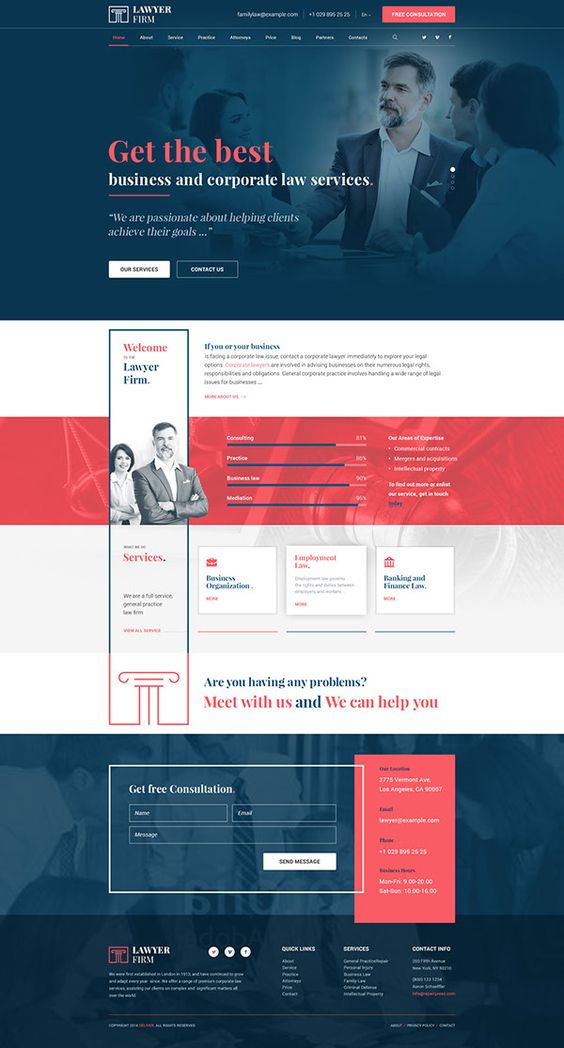 LAWYER
FIRM
familylaw@example.com
+1 029 895 25 25
En
FREE CONSULTATION
Home About Service Practice Attorneys Price Blog Partners Contacts
Get the best
business and corporate law services.
“We are passionate about helping clients
achieve their goals ...”
OUR SERVICES
CONTACT US
Welcome
TO THE
Lawyer
Firm.
If you or your business
is facing a corporate law issue, contact a corporate lawyer immediately to explore your legal
options. Corporate lawyers are involved in advising businesses on their numerous legal rights,
responsibilities and obligations. General corporate practice involves handling a wide range of legal
issues for businesses ...
MORE ABOUT US
Consulting 81%
Practice 86%
Business law 90%
Mediation 96%
Our Areas of Expertise
• Commercial contracts
• Mergers and acquisitions
• Intellectual property
To find out more or enlist
our service, get in touch
today
WHAT WE DO
Services.
We are a full-service,
general practice
law firm.
VIEW ALL SERVICE
Business
Organization .
MORE
Employment
Law.
Employment law governs
the rights and duties between
employers and workers ...
MORE
Banking and
Finance Law.
MORE
Are you having any problems?
Meet with us and We can help you
Get free Consultation.
Name
Email
Message
SEND MESSAGE
Our Location
3775 Vermont Ave,
Los Angeles, CA 90007
Email
lawyer@example.com
Phone
+1 029 895 25 25
Business Hours
Mon-Fri: 9.00-20.00
Sat-Sun: 10.00-16.00
LAWYER
FIRM
We were first established in London in 1913, and have continued to grow
and adapt every year since. We offer a range of premium corporate law
services, assisting our clients on complex and significant matters all
over the world.
QUICK LINKS
About
Service
Practice
Attorneys
Price
Contact
SERVICES
General PracticeRepair
Personal Injury
Business Law
Family Law
Criminal Defense
Intellectual Property
CONTACT INFO
350 Fifth Avenue
New York, NY 90210
(800) 123 1234
Aaron Schaeffler
COPYRIGHT 2018 ALL RIGHTS RESERVED
ABOUT / PRIVACY POLICY / CONTACT